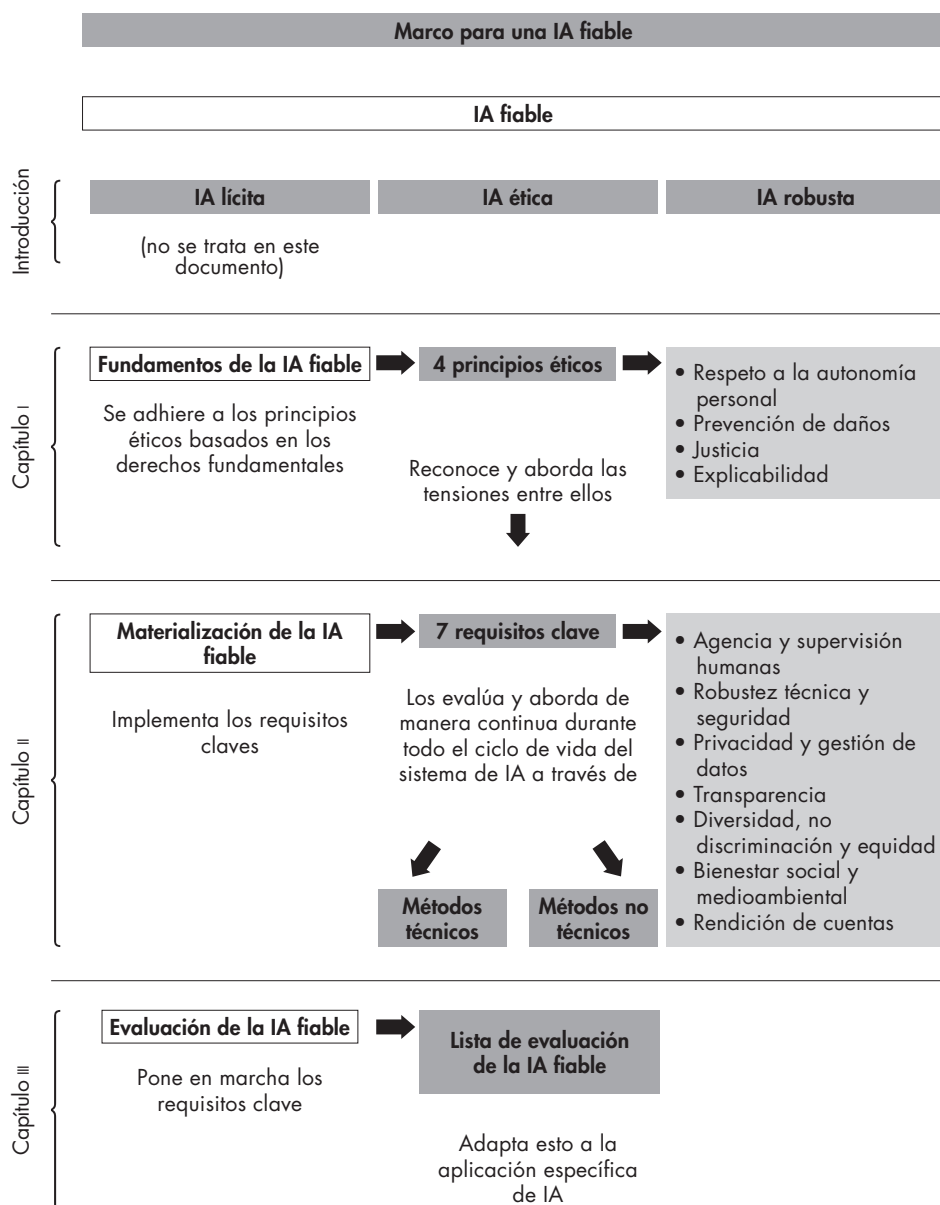 Marco para una IA fiable
IA fiable
Introducción
IA lícita
IA ética
IA robusta
(no se trata en este
documento)
Capítulo I
Fundamentos de la IA fiable
4 principios éticos
Se adhiere a los principios
éticos basados en los
derechos fundamentales
Reconoce y aborda las
tensiones entre ellos
• Respeto a la autonomía
personal
• Prevención de daños
• Justicia
• Explicabilidad
Capítulo II
Materialización de la IA
fiable
7 requisitos clave
Implementa los requisitos
claves
Los evalúa y aborda de
manera continua durante
todo el ciclo de vida del
sistema de IA a través de
Métodos
técnicos
Métodos no
técnicos
• Agencia y supervisión
humanas
• Robustez técnica y
seguridad
• Privacidad y gestión de
datos
• Transparencia
• Diversidad, no
discriminación y equidad
• Bienestar social y
medioambiental
• Rendición de cuentas
Capítulo III
Evaluación de la IA fiable
Pone en marcha los
requisitos clave
Lista de evaluación
de la IA fiable
Adapta esto a la
aplicación específica
de IA